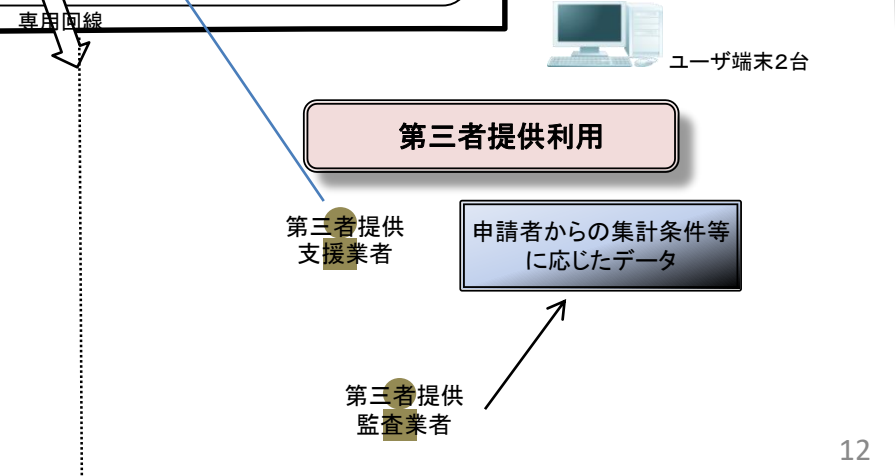 専用回線
ユーザ端末2台
第三者提供利用
第三者提供
支援業者
申請者からの集計条件等
に応じたデータ
第三者提供
監査業者
12